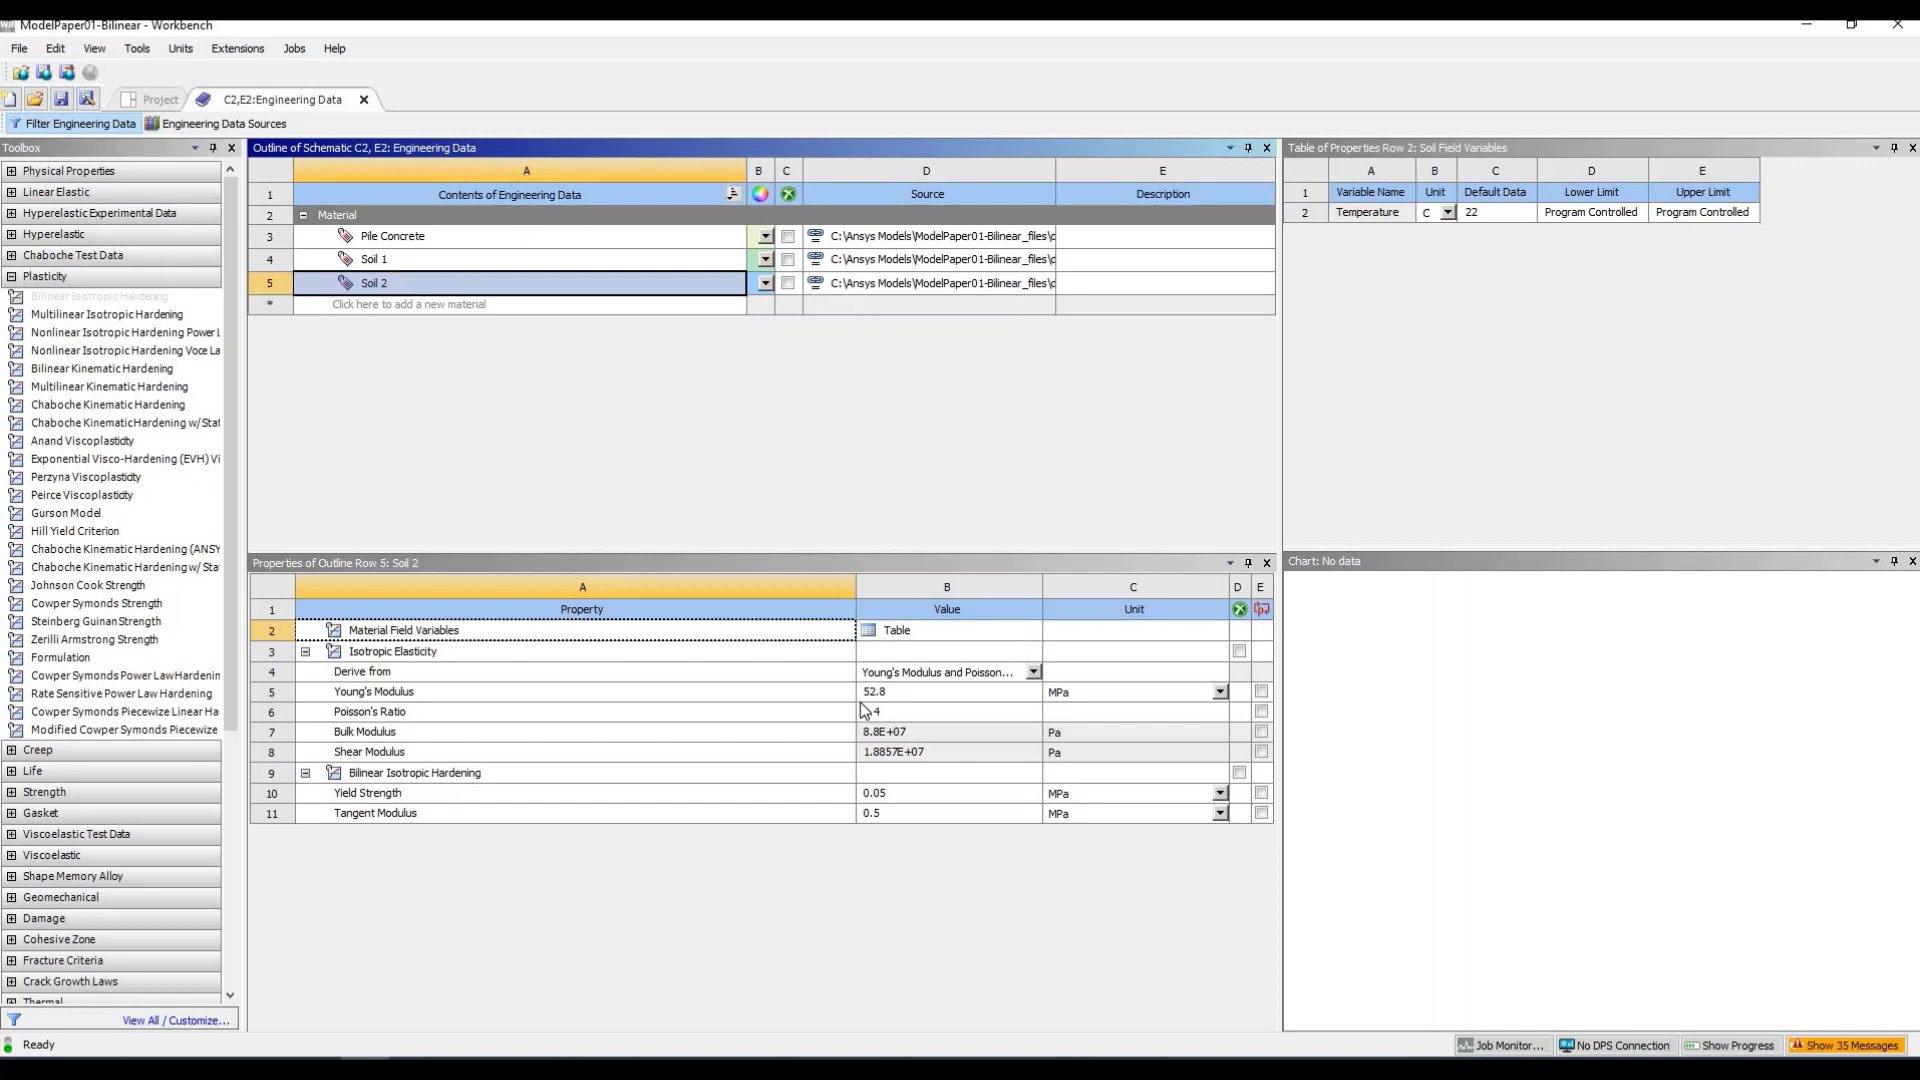 ModelPaper01-Bilinear - Workbench
File Edit View Tools Units Extensions Jobs Help
Project C2,E2:Engineering Data
Filter Engineering Data Engineering Data Sources
Toolbox
Physical Properties
Linear Elastic
Hyperelastic Experimental Data
Hyperelastic
Chaboche Test Data
Plasticity
Bilinear Isotropic Hardening
Multilinear Isotropic Hardening
Nonlinear Isotropic Hardening Power L
Nonlinear Isotropic Hardening Voce La
Bilinear Kinematic Hardening
Multilinear Kinematic Hardening
Chaboche Kinematic Hardening
Chaboche Kinematic Hardening w/ Stat
Anand Viscoplasticity
Exponential Visco-Hardening (EVH) Vi
Perzyna Viscoplasticity
Peirce Viscoplasticity
Gurson Model
Hill Yield Criterion
Chaboche Kinematic Hardening (ANSY
Chaboche Kinematic Hardening w/ Sta
Johnson Cook Strength
Cowper Symonds Strength
Steinberg Guinan Strength
Zerilli Armstrong Strength
Formulation
Cowper Symonds Power Law Hardenin
Rate Sensitive Power Law Hardening
Cowper Symonds Piecewize Linear Ha
Modified Cowper Symonds Piecewize
Creep
Life
Strength
Gasket
Viscoelastic Test Data
Viscoelastic
Shape Memory Alloy
Geomechanical
Damage
Cohesive Zone
Fracture Criteria
Crack Growth Laws
Thermal
View All / Customize...
Outline of Schematic C2, E2: Engineering Data
A B C D E
1 Contents of Engineering Data Source Description
2 Material
3 Pile Concrete C:\Ansys Models\ModelPaper01-Bilinear_files\d
4 Soil 1 C:\Ansys Models\ModelPaper01-Bilinear_files\d
5 Soil 2 C:\Ansys Models\ModelPaper01-Bilinear_files\d
* Click here to add a new material
Properties of Outline Row 5: Soil 2
A B C D E
1 Property Value Unit
2 Material Field Variables Table
3 Isotropic Elasticity
4 Derive from Young's Modulus and Poisson...
5 Young's Modulus 52.8 MPa
6 Poisson's Ratio 4
7 Bulk Modulus 8.8E+07 Pa
8 Shear Modulus 1.8857E+07 Pa
9 Bilinear Isotropic Hardening
10 Yield Strength 0.05 MPa
11 Tangent Modulus 0.5 MPa
Table of Properties Row 2: Soil Field Variables
A B C D E
1 Variable Name Unit Default Data Lower Limit Upper Limit
2 Temperature C 22 Program Controlled Program Controlled
Chart: No data
Ready
Job Monitor... No DPS Connection Show Progress Show 35 Messages